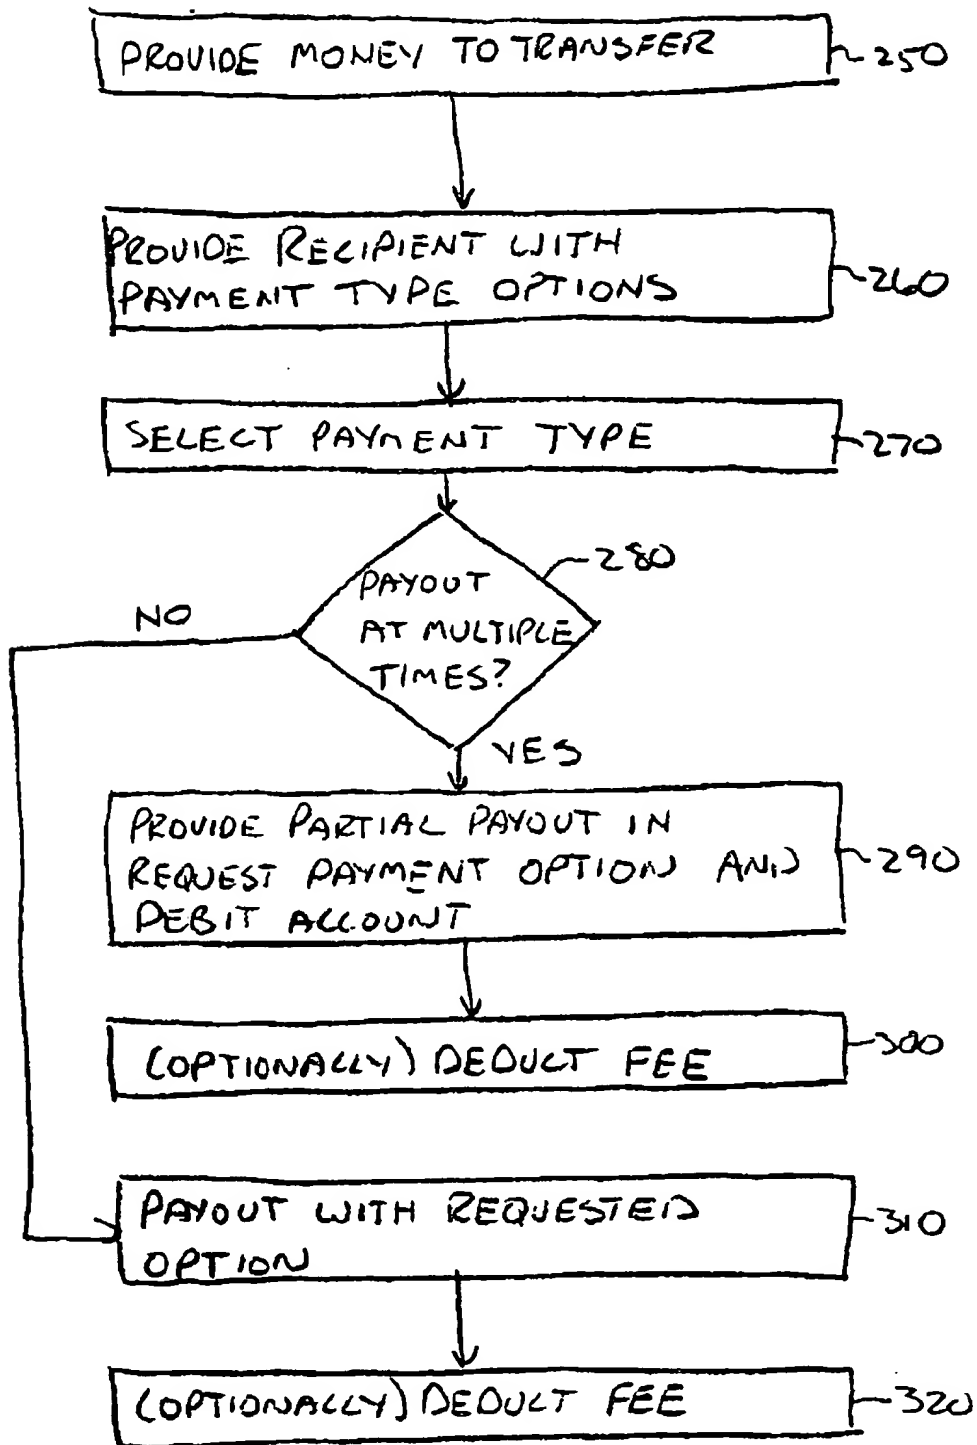 PROVIDE MONEY TO TRANSFER
250
PROVIDE RECIPIENT WITH
PAYMENT TYPE OPTIONS
260
SELECT PAYMENT TYPE
270
280
PAYOUT
AT MULTIPLE
TIMES?
NO
YES
PROVIDE PARTIAL PAYOUT IN
REQUEST PAYMENT OPTION AND
DEBIT ACCOUNT
290
(OPTIONALLY) DEDUCT FEE
300
PAYOUT WITH REQUESTED
OPTION
310
(OPTIONALLY) DEDUCT FEE
320